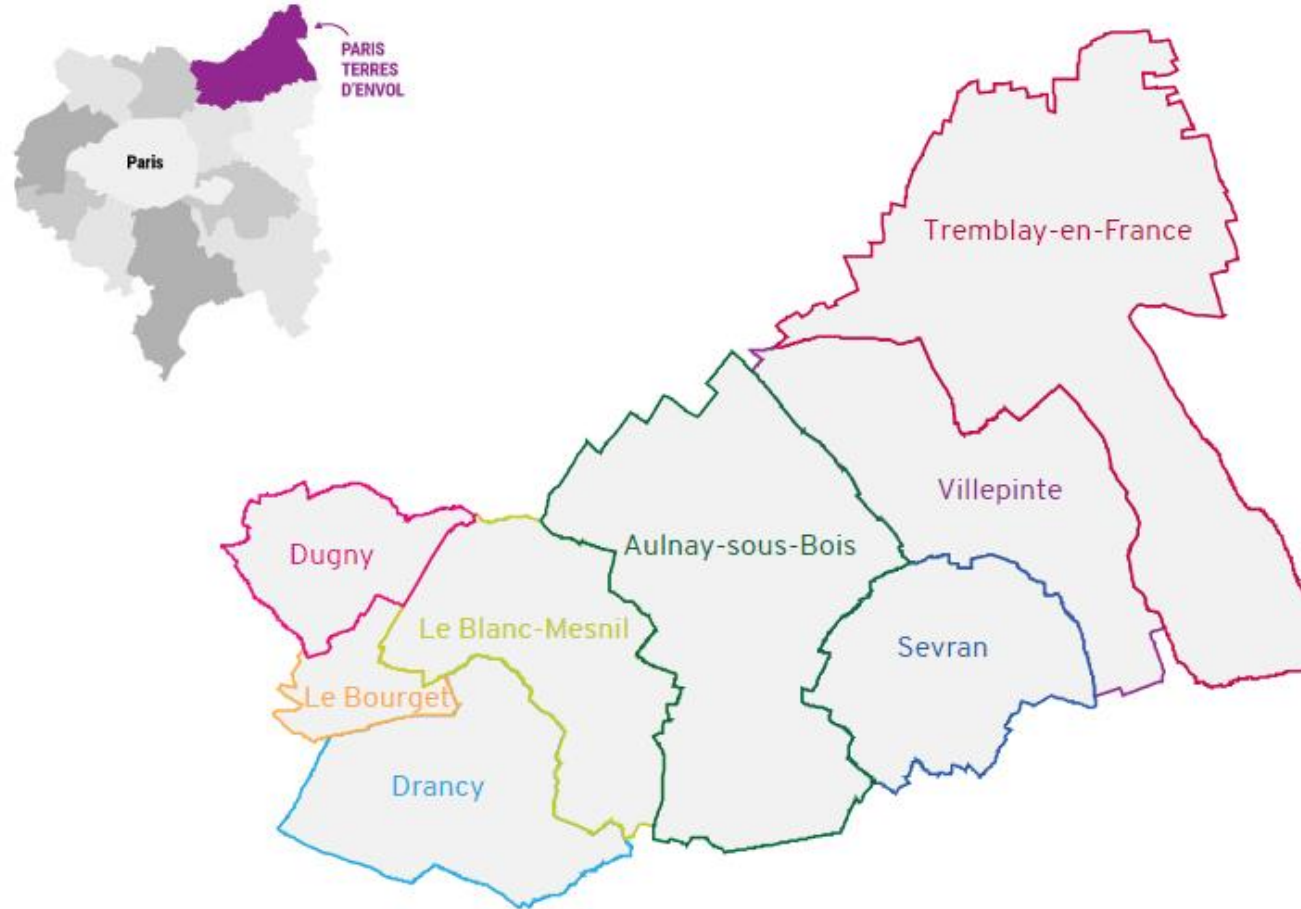 PARIS
TERRES
D'ENVOL
Paris
Tremblay-en-France
Villepinte
Aulnay-sous-Bois
Dugny
Le Blanc-Mesnil
Sevran
Le Bourget
Drancy